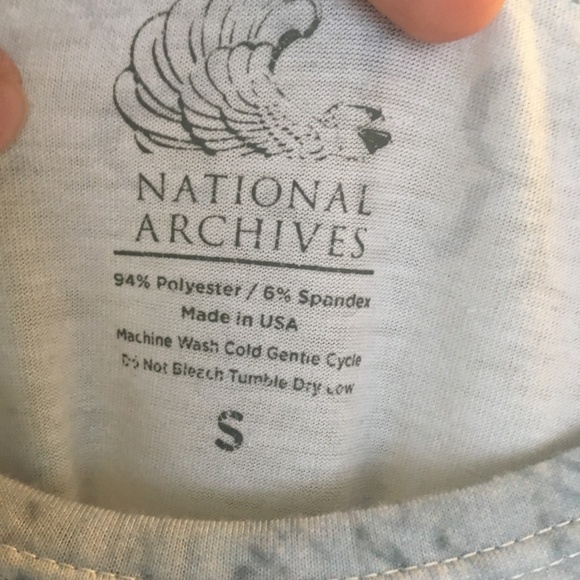 NATIONAL
ARCHIVES
94% Polyester / 6% Spandex
Made in USA
Machine Wash Cold Gentle Cycle
Do Not Bleach Tumble Dry Low
S